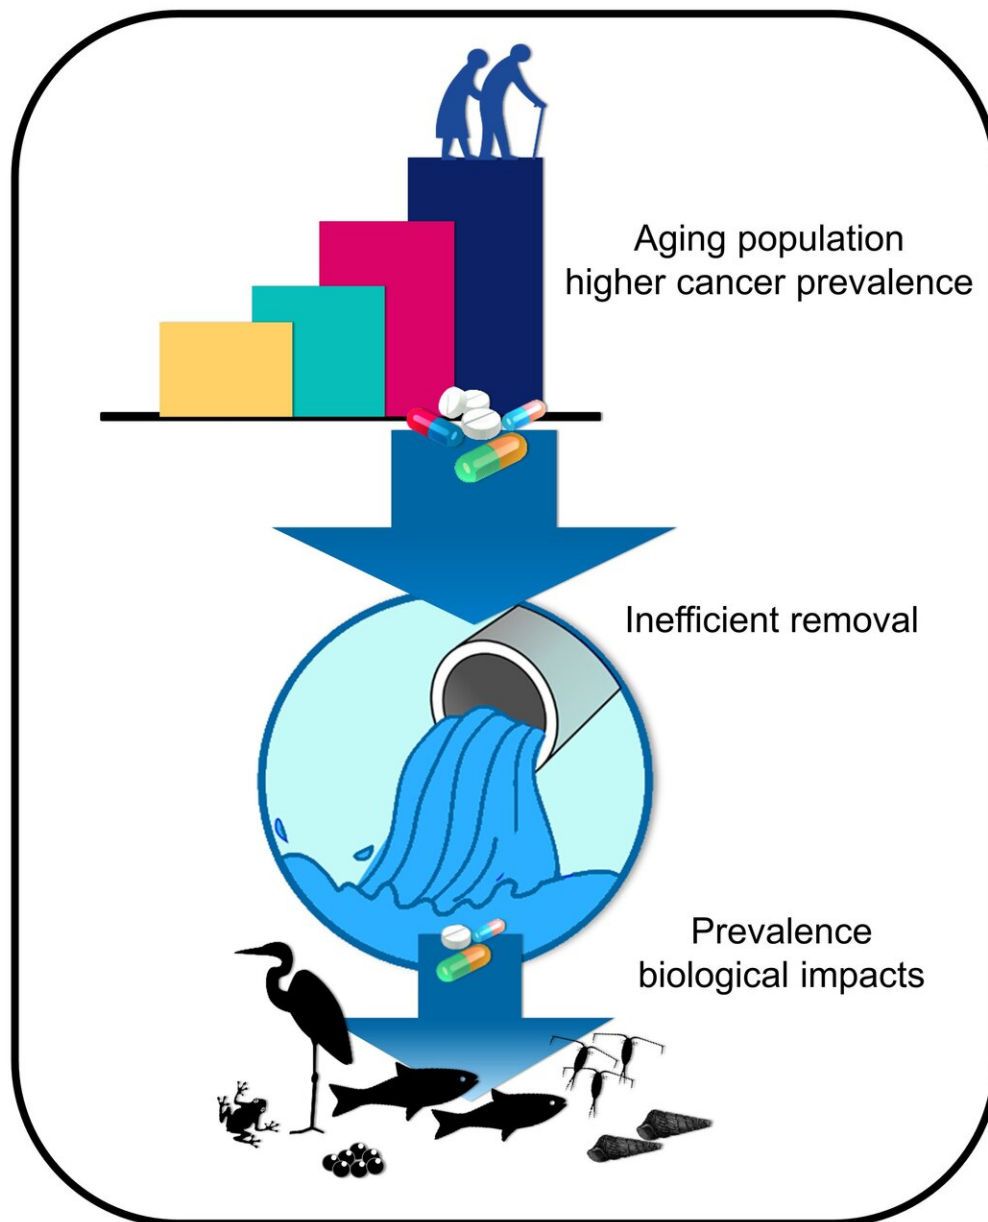 Aging population
higher cancer prevalence
Inefficient removal
Prevalence
biological impacts